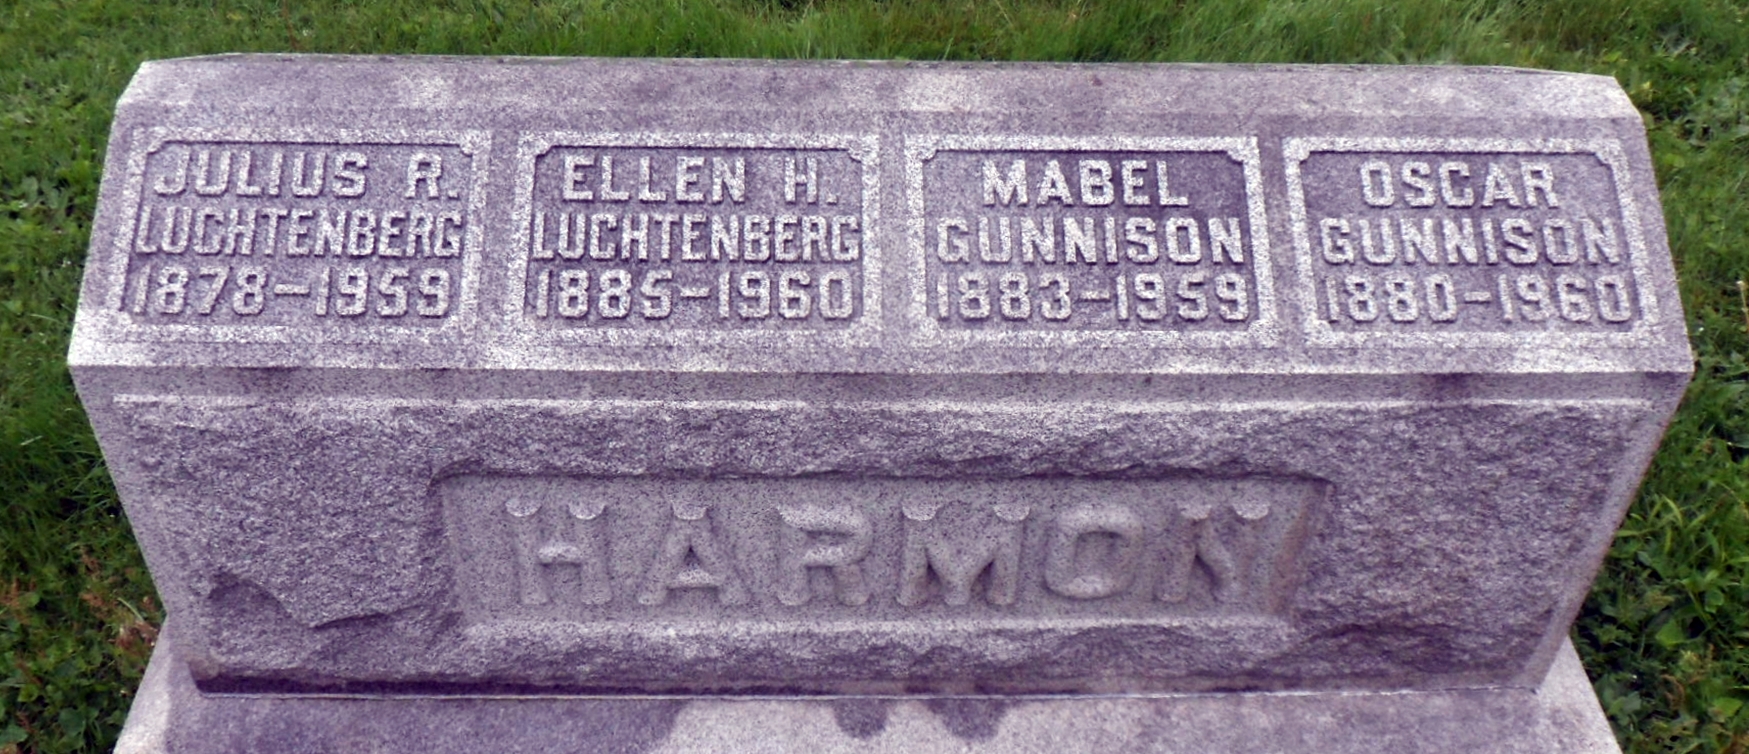 JULIUS R.
LUCHTENBERG
1878-1959
ELLEN H.
LUCHTENBERG
1885-1960
MABEL
GUNNISON
1883-1959
OSCAR
GUNNISON
1880-1960
HARMON